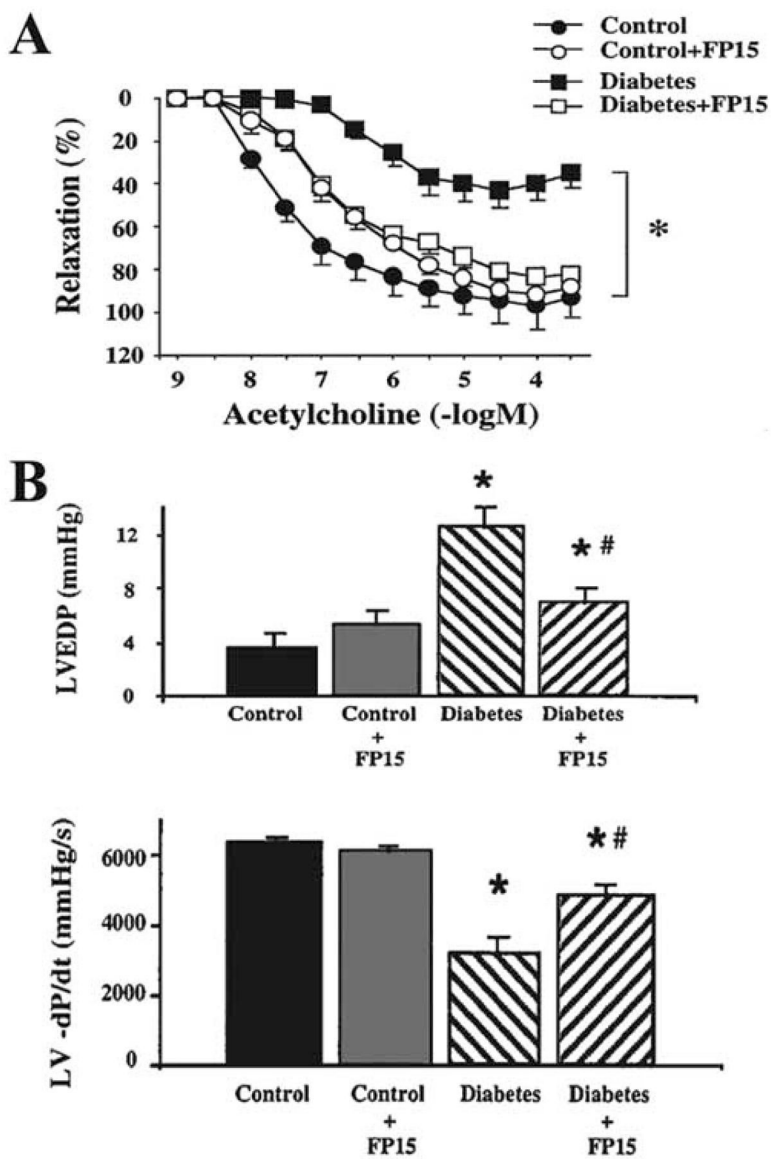 A
Control
Control+FP15
Diabetes
Diabetes+FP15
Relaxation (%)
0
20
40
60
80
100
120
*
9 8 7 6 5 4
Acetylcholine (-logM)
B
LVEDP (mmHg)
12
8
4
0
*
* #
Control Control + FP15 Diabetes Diabetes + FP15
LV -dP/dt (mmHg/s)
6000
4000
2000
0
*
* #
Control Control + FP15 Diabetes Diabetes + FP15